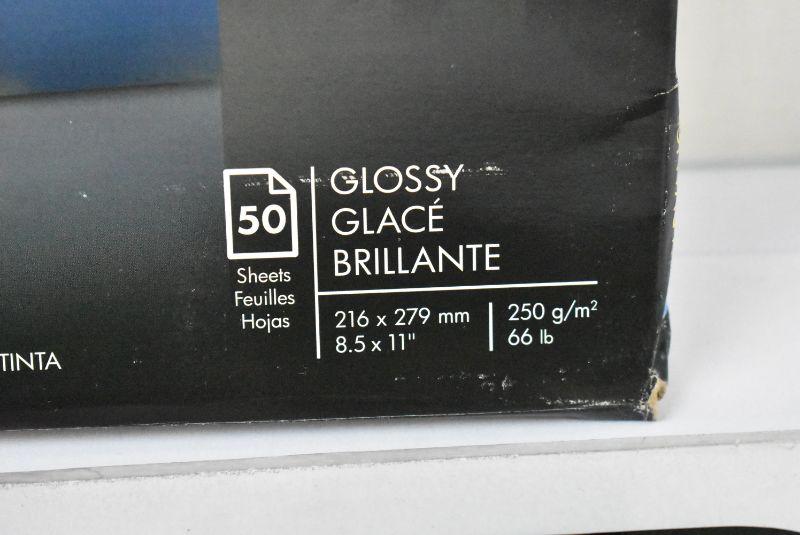 50
Sheets
Feuilles
Hojas
GLOSSY
GLACÉ
BRILLANTE
216 x 279 mm
8.5 x 11"
250 g/m²
66 lb
TINTA